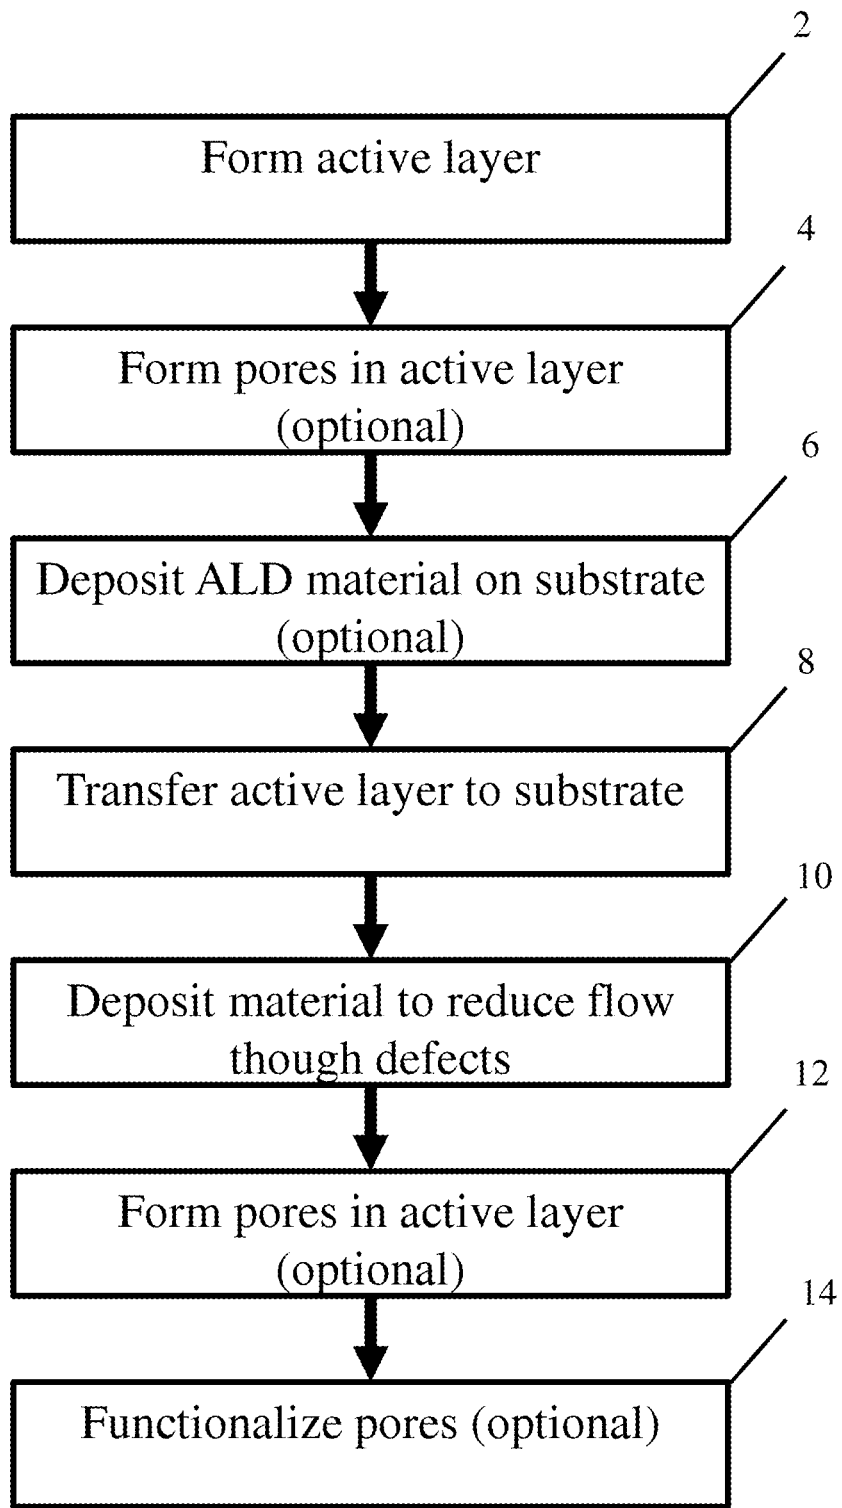 2
Form active layer
4
Form pores in active layer
(optional)
6
Deposit ALD material on substrate
(optional)
8
Transfer active layer to substrate
10
Deposit material to reduce flow
though defects
12
Form pores in active layer
(optional)
14
Functionalize pores (optional)